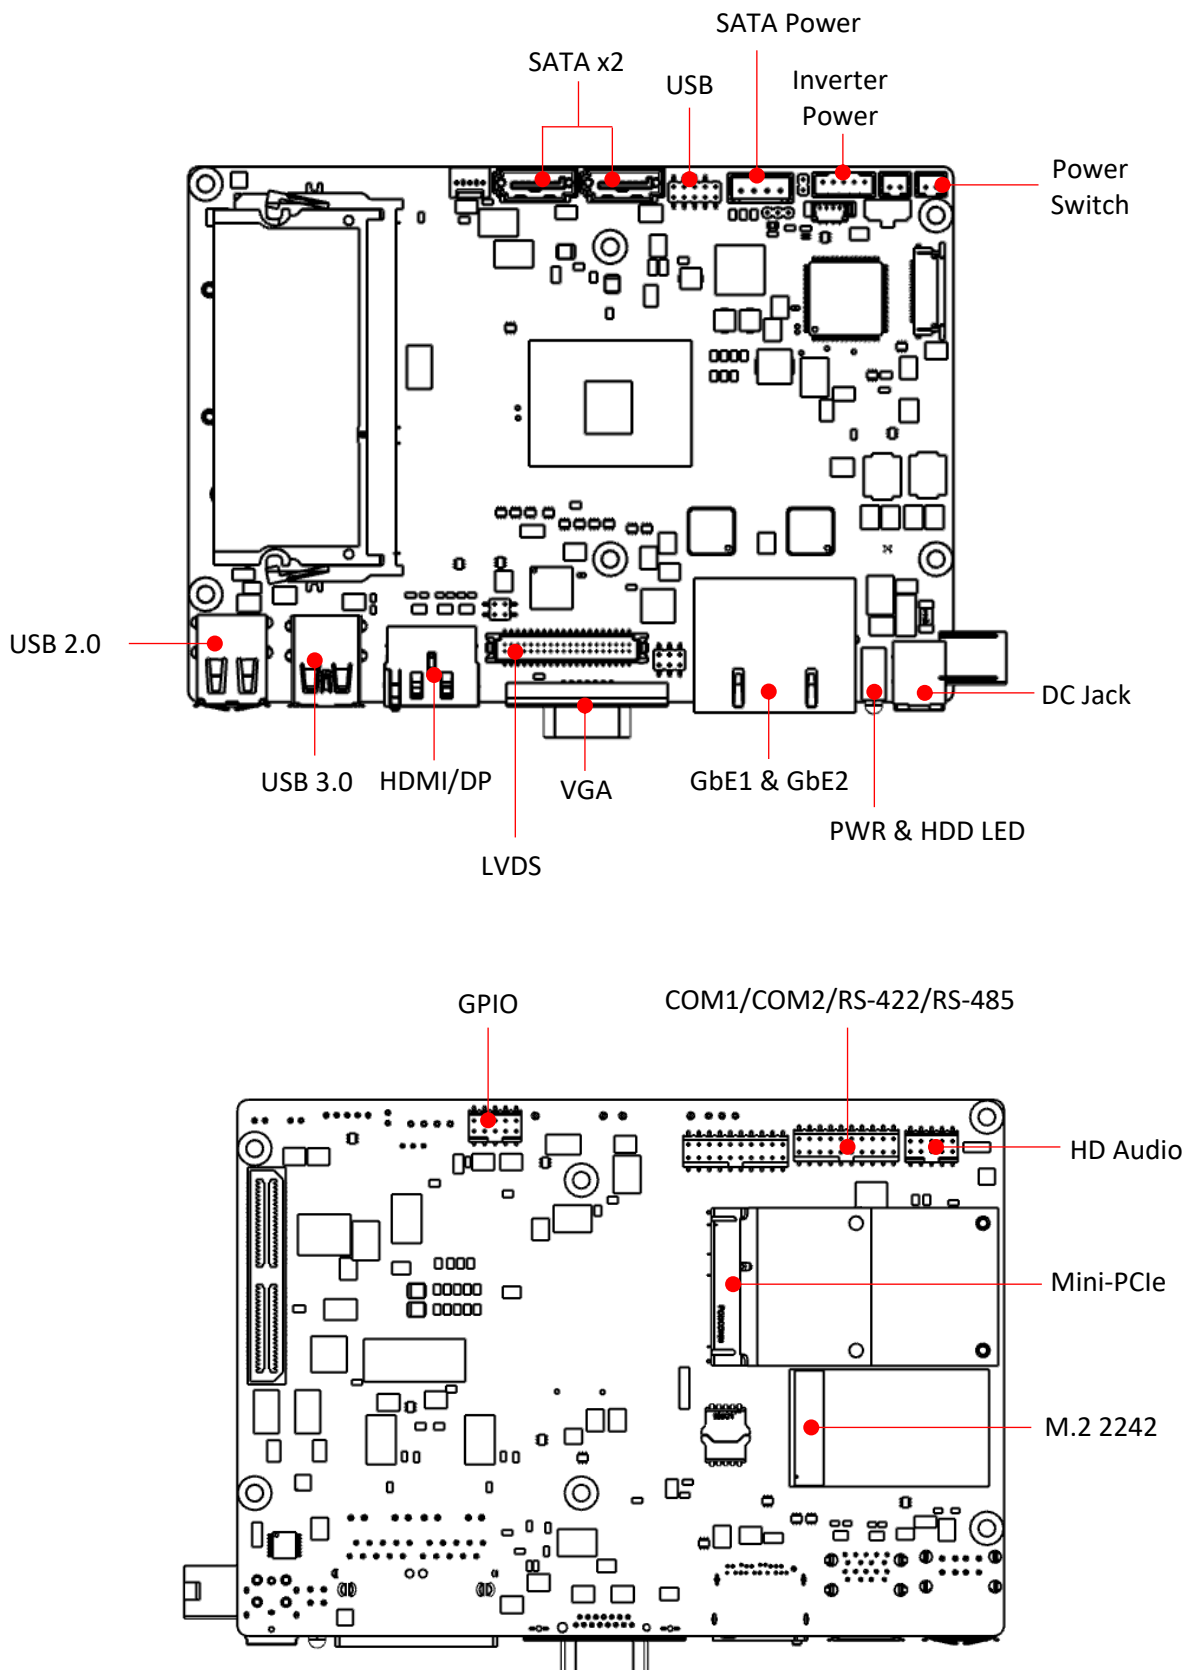 SATA Power
SATA x2
USB
Inverter
Power
Power
Switch
USB 2.0
DC Jack
USB 3.0
HDMI/DP
VGA
GbE1 & GbE2
PWR & HDD LED
LVDS
GPIO
COM1/COM2/RS-422/RS-485
HD Audio
Mini-PCIe
M.2 2242